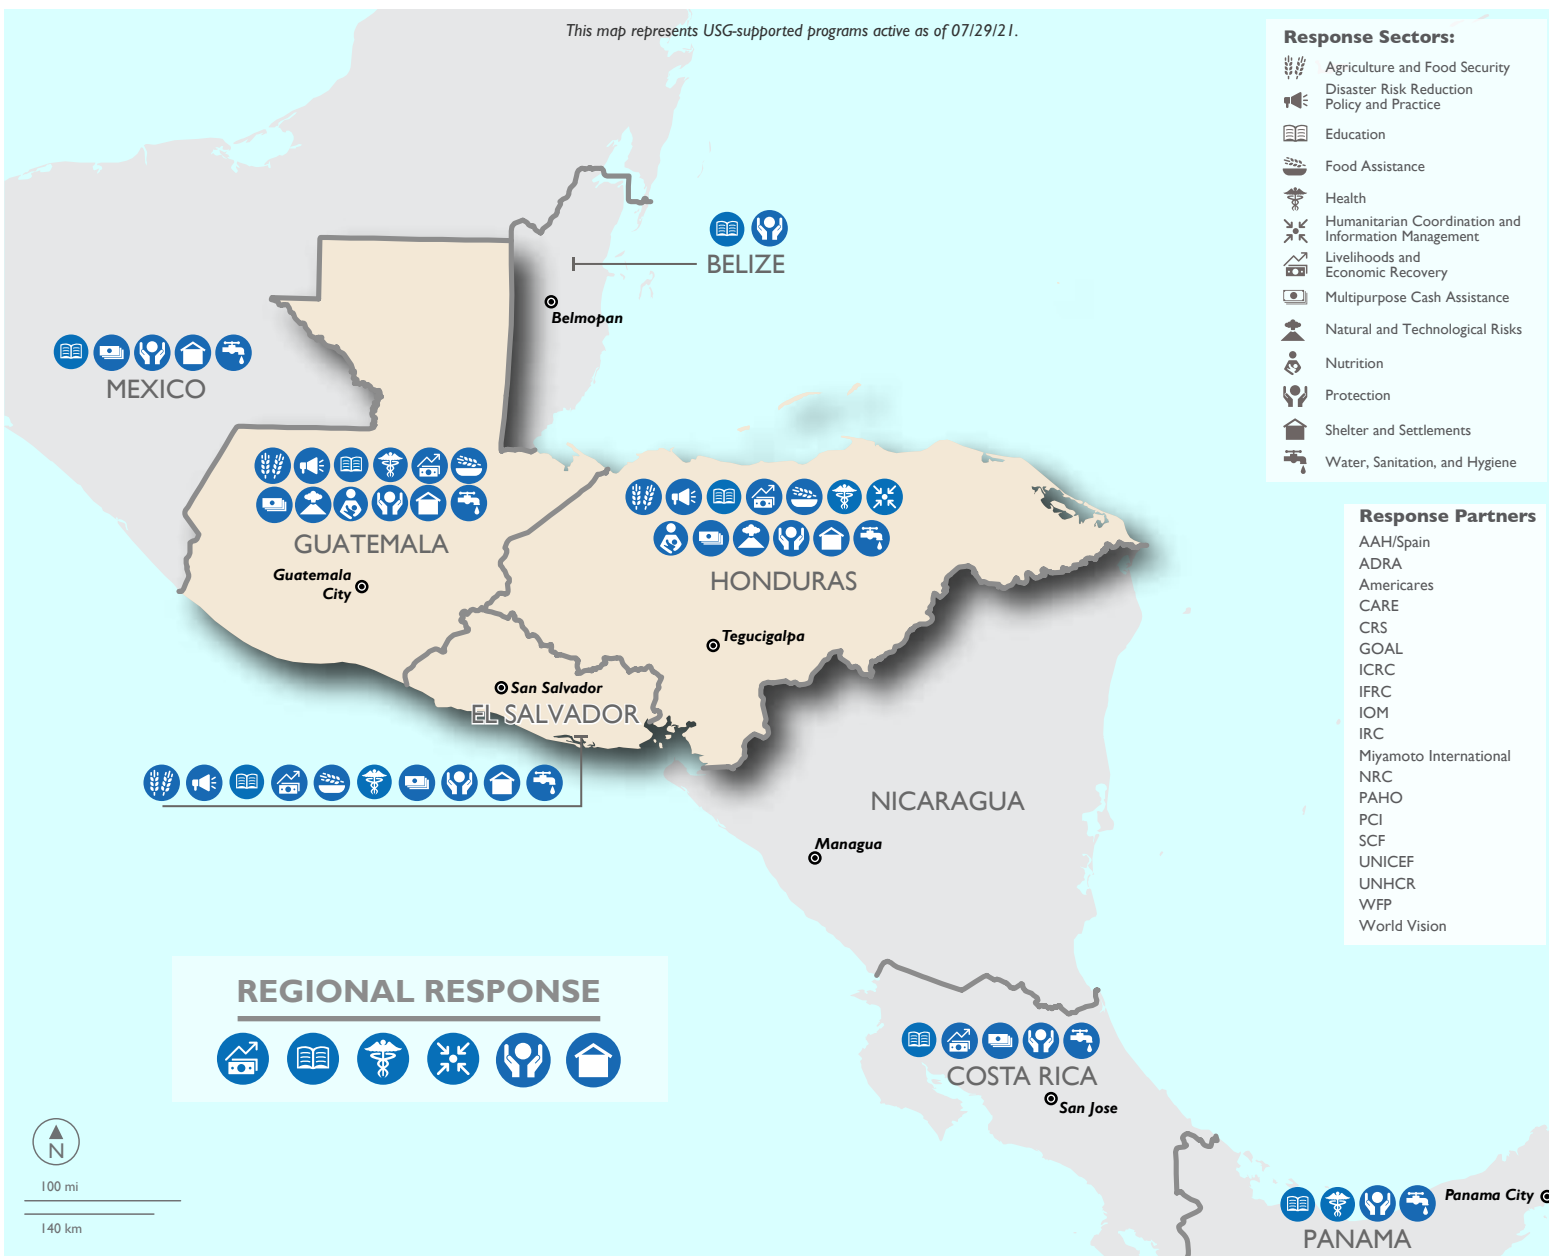 This map represents USG-supported programs active as of 07/29/21.
Response Sectors:
Agriculture and Food Security
Disaster Risk Reduction
Policy and Practice
Education
Food Assistance
Health
Humanitarian Coordination and
Information Management
Livelihoods and
Economic Recovery
Multipurpose Cash Assistance
Natural and Technological Risks
Nutrition
Protection
Shelter and Settlements
Water, Sanitation, and Hygiene
Response Partners
AAH/Spain
ADRA
Americares
CARE
CRS
GOAL
ICRC
IFRC
IOM
IRC
Miyamoto International
NRC
PAHO
PCI
SCF
UNICEF
UNHCR
WFP
World Vision
BELIZE
Belmopan
MEXICO
GUATEMALA
Guatemala
City
HONDURAS
Tegucigalpa
San Salvador
EL SALVADOR
NICARAGUA
Managua
REGIONAL RESPONSE
COSTA RICA
San Jose
Panama City
PANAMA
N
100 mi
140 km